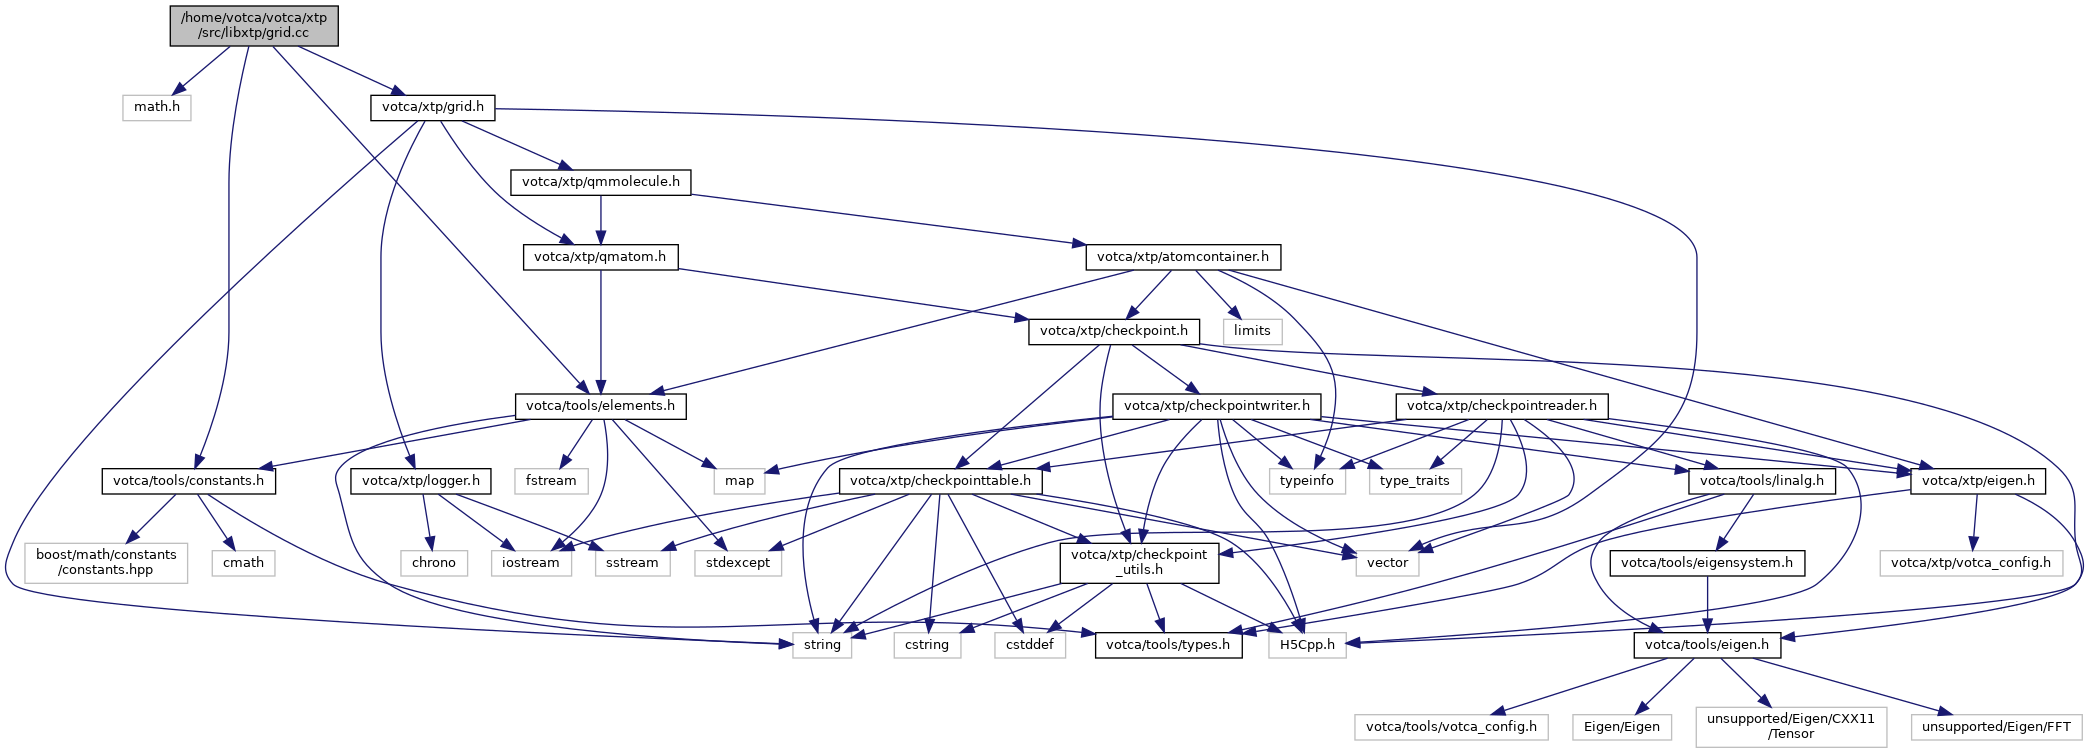 /home/votca/votca/xtp
/src/libxtp/grid.cc
math.h
votca/xtp/grid.h
votca/xtp/qmmolecule.h
votca/xtp/qmatom.h
votca/xtp/atomcontainer.h
votca/xtp/checkpoint.h
limits
votca/tools/elements.h
votca/xtp/checkpointwriter.h
votca/xtp/checkpointreader.h
votca/tools/constants.h
votca/xtp/logger.h
fstream
map
votca/xtp/checkpointtable.h
typeinfo
type_traits
votca/tools/linalg.h
votca/xtp/eigen.h
boost/math/constants
/constants.hpp
cmath
chrono
iostream
sstream
stdexcept
votca/xtp/checkpoint
_utils.h
vector
votca/tools/eigensystem.h
votca/xtp/votca_config.h
string
cstring
cstddef
votca/tools/types.h
H5Cpp.h
votca/tools/eigen.h
votca/tools/votca_config.h
Eigen/Eigen
unsupported/Eigen/CXX11
/Tensor
unsupported/Eigen/FFT